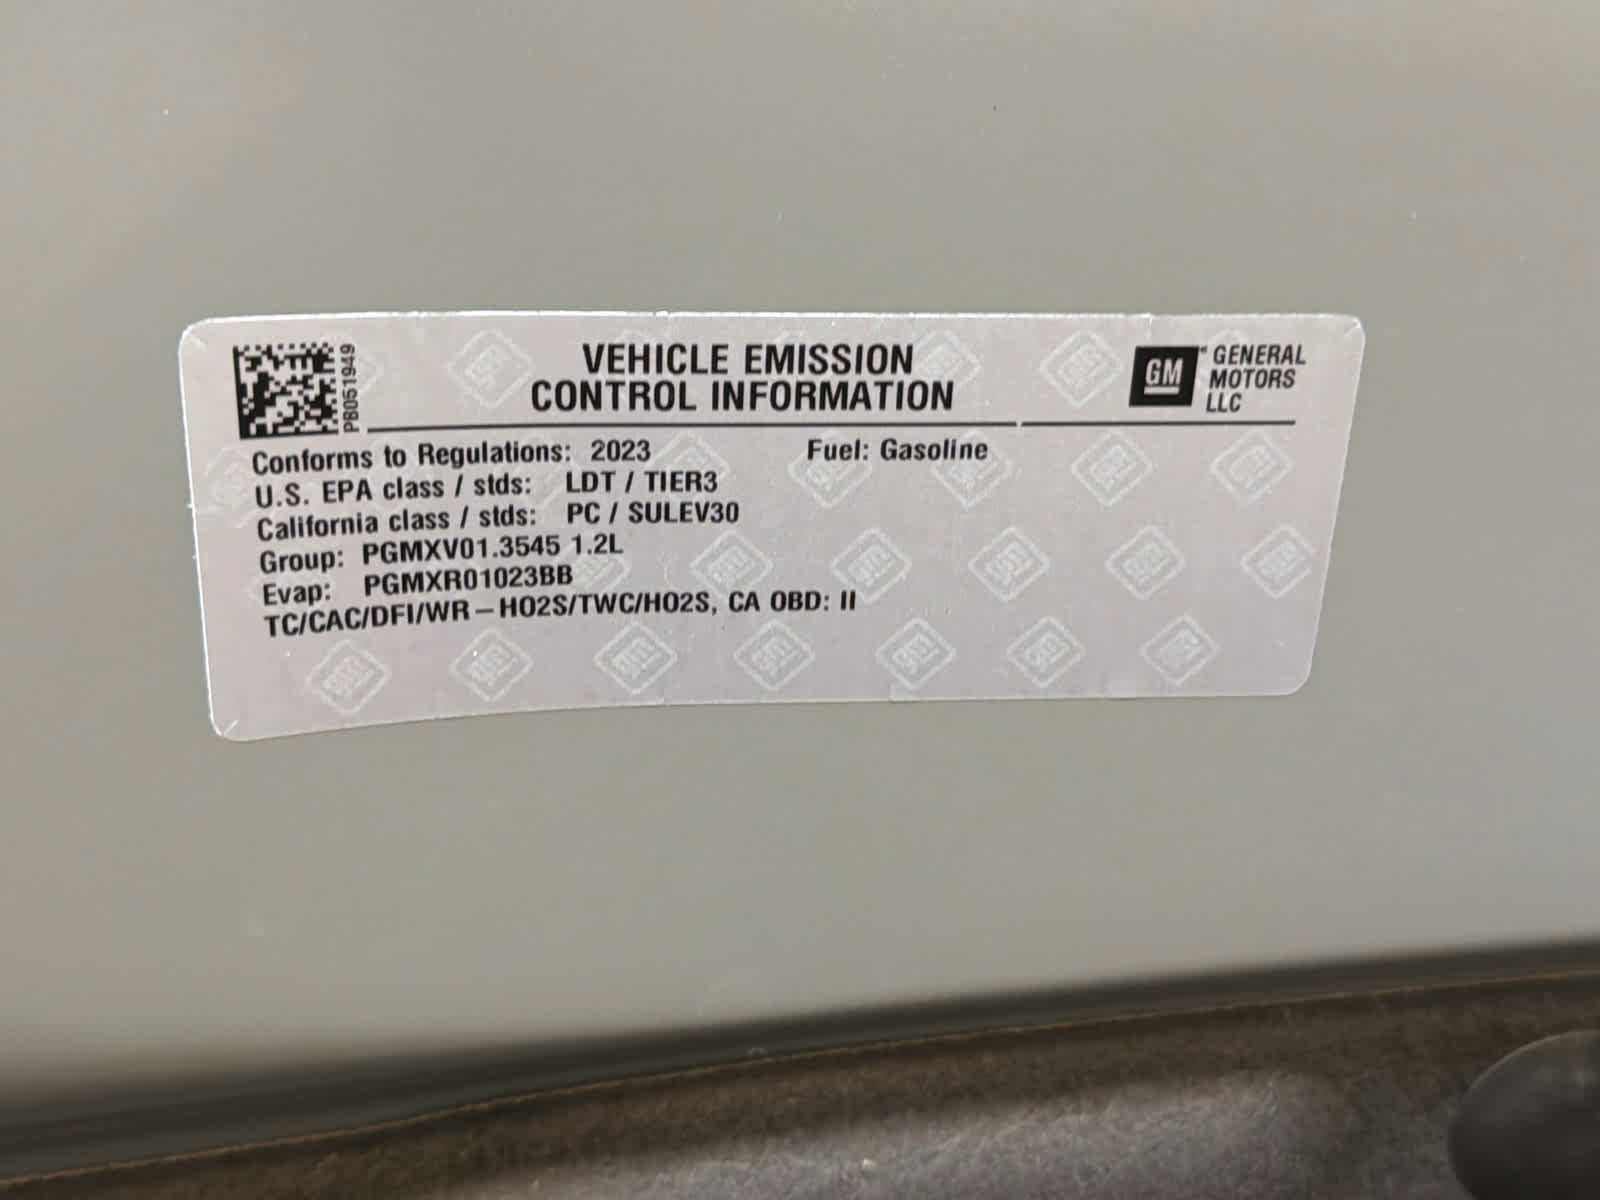 PB051949
VEHICLE EMISSION
CONTROL INFORMATION
GM
GENERAL
MOTORS
LLC
Conforms to Regulations: 2023 Fuel: Gasoline
U.S. EPA class / stds: LDT / TIER3
California class / stds: PC / SULEV30
Group: PGMXV01.3545 1.2L
Evap: PGMXR01023BB
TC/CAC/DFI/WR–HO2S/TWC/HO2S, CA OBD: II